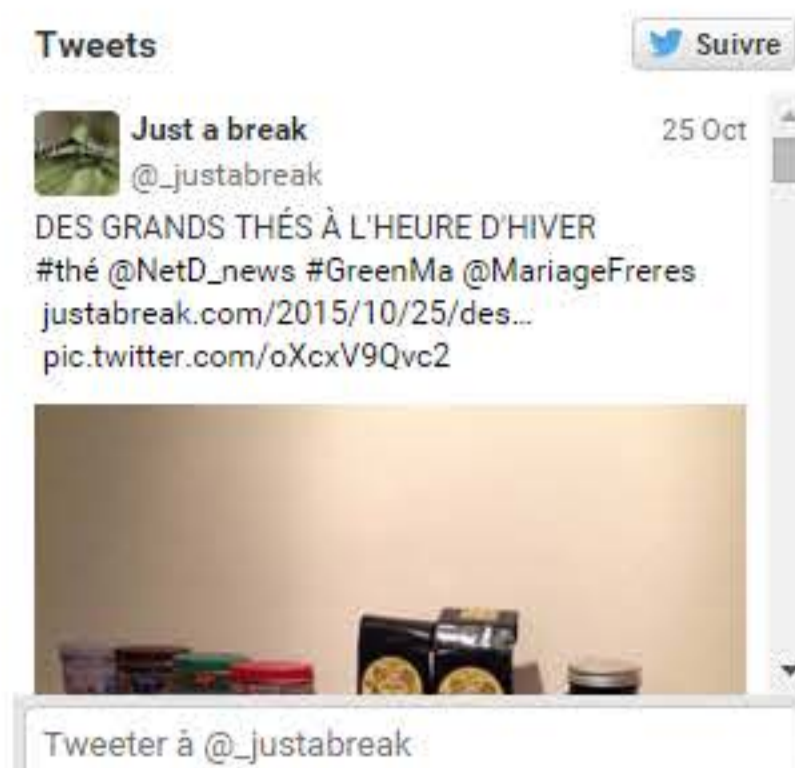 Tweets
Suivre
Just a break
25 Oct
@_justabreak
DES GRANDS THÉS À L'HEURE D'HIVER
#thé @NetD_news #GreenMa @MariageFreres
justabreak.com/2015/10/25/des...
pic.twitter.com/oXcxV9Qvc2
Tweeter à @_justabreak